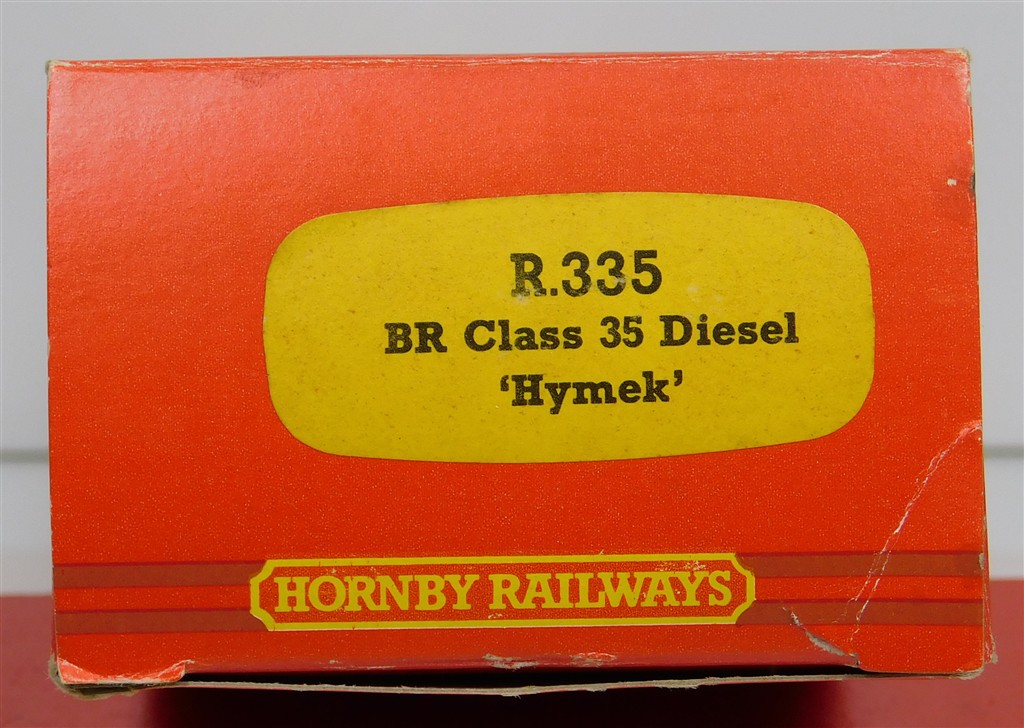 R.335
BR Class 35 Diesel
‘Hymek’
HORNBY RAILWAYS